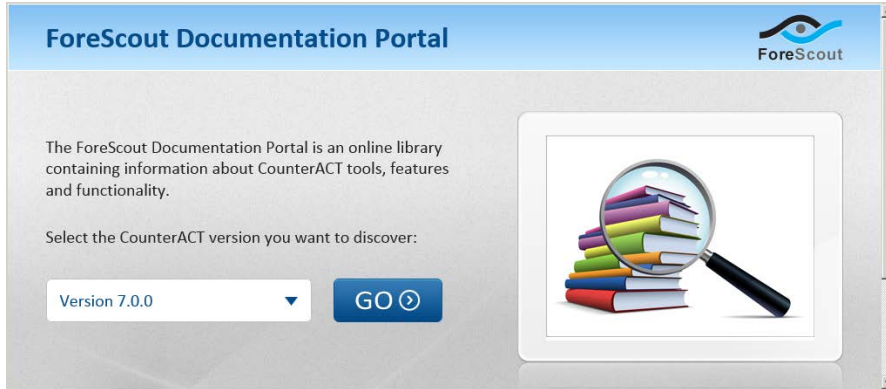 ForeScout Documentation Portal
ForeScout
The ForeScout Documentation Portal is an online library
containing information about CounterACT tools, features
and functionality.
Select the CounterACT version you want to discover:
Version 7.0.0
GO